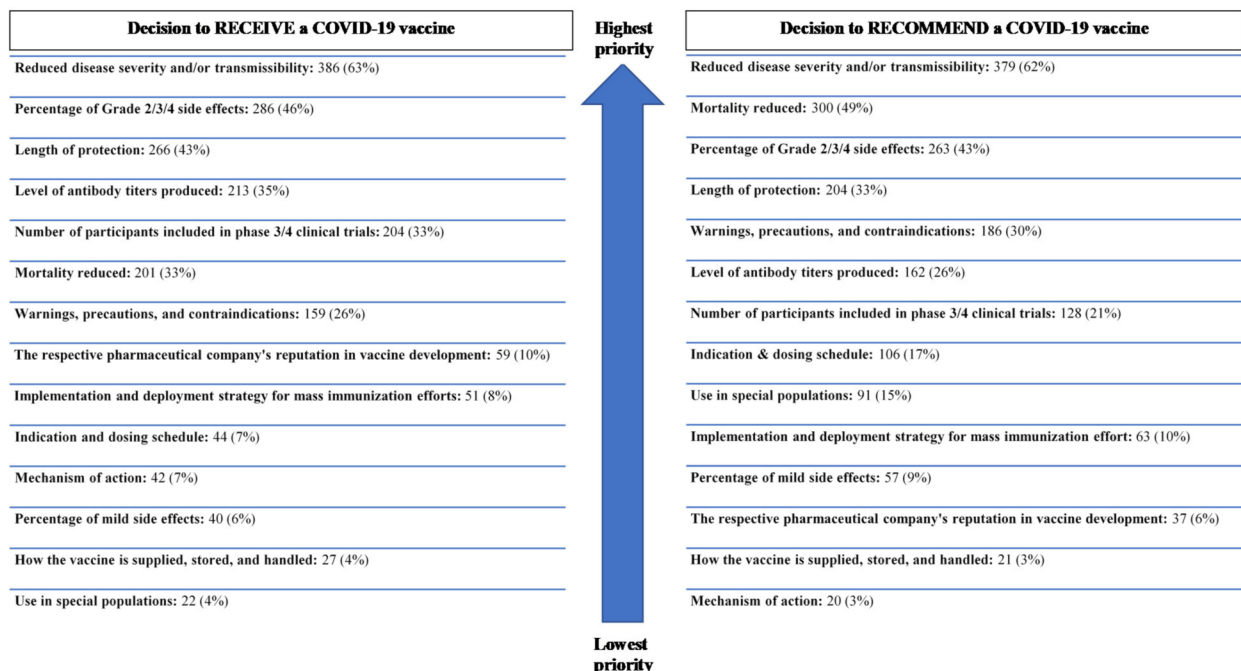 Decision to RECEIVE a COVID-19 vaccine
Reduced disease severity and/or transmissibility: 386 (63%)
Percentage of Grade 2/3/4 side effects: 286 (46%)
Length of protection: 266 (43%)
Level of antibody titers produced: 213 (35%)
Number of participants included in phase 3/4 clinical trials: 204 (33%)
Mortality reduced: 201 (33%)
Warnings, precautions, and contraindications: 159 (26%)
The respective pharmaceutical company's reputation in vaccine development: 59 (10%)
Implementation and deployment strategy for mass immunization efforts: 51 (8%)
Indication and dosing schedule: 44 (7%)
Mechanism of action: 42 (7%)
Percentage of mild side effects: 40 (6%)
How the vaccine is supplied, stored, and handled: 27 (4%)
Use in special populations: 22 (4%)
Highest
priority
Lowest
priority
Decision to RECOMMEND a COVID-19 vaccine
Reduced disease severity and/or transmissibility: 379 (62%)
Mortality reduced: 300 (49%)
Percentage of Grade 2/3/4 side effects: 263 (43%)
Length of protection: 204 (33%)
Warnings, precautions, and contraindications: 186 (30%)
Level of antibody titers produced: 162 (26%)
Number of participants included in phase 3/4 clinical trials: 128 (21%)
Indication & dosing schedule: 106 (17%)
Use in special populations: 91 (15%)
Implementation and deployment strategy for mass immunization effort: 63 (10%)
Percentage of mild side effects: 57 (9%)
The respective pharmaceutical company's reputation in vaccine development: 37 (6%)
How the vaccine is supplied, stored, and handled: 21 (3%)
Mechanism of action: 20 (3%)